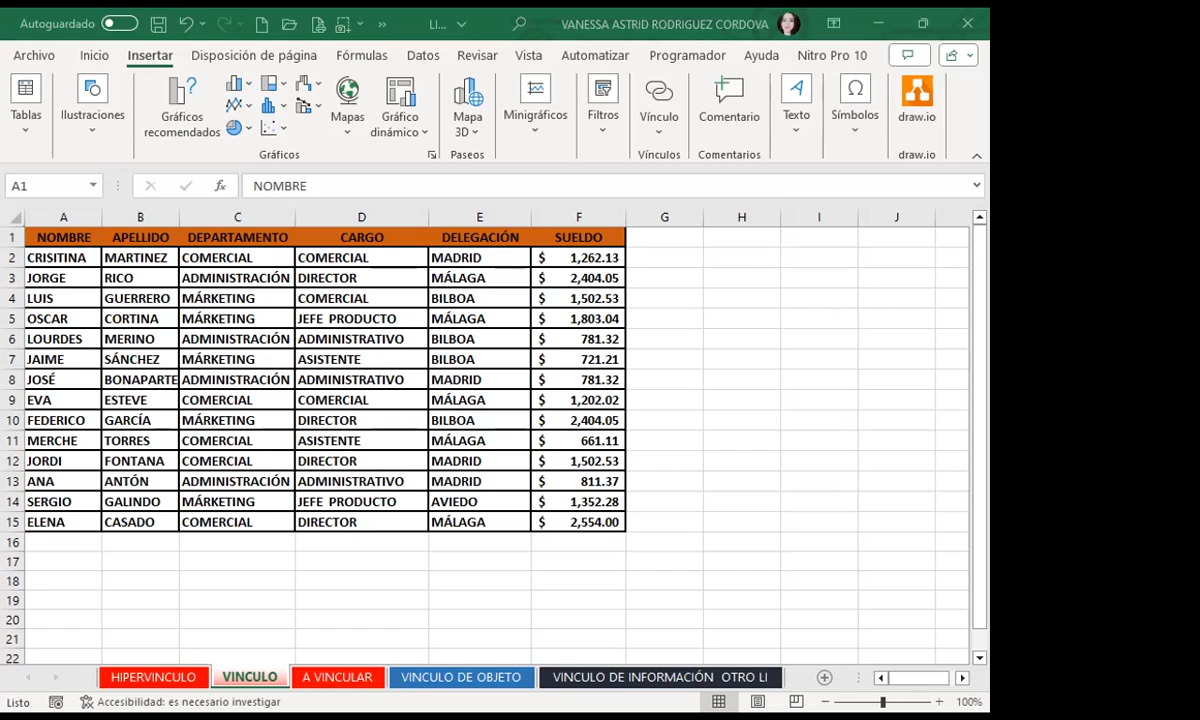 Autoguardado LI... VANESSA ASTRID RODRIGUEZ CORDOVA
Archivo Inicio Insertar Disposición de página Fórmulas Datos Revisar Vista Automatizar Programador Ayuda Nitro Pro 10
Tablas Ilustraciones Gráficos recomendados Mapas Gráfico dinámico Mapa 3D Minigráficos Filtros Vínculo Comentario Texto Símbolos draw.io
Gráficos Paseos Vínculos Comentarios draw.io
A1 fx NOMBRE
A B C D E F G H I J
1 NOMBRE APELLIDO DEPARTAMENTO CARGO DELEGACIÓN SUELDO
2 CRISITINA MARTINEZ COMERCIAL COMERCIAL MADRID $ 1,262.13
3 JORGE RICO ADMINISTRACIÓN DIRECTOR MÁLAGA $ 2,404.05
4 LUIS GUERRERO MÁRKETING COMERCIAL BILBOA $ 1,502.53
5 OSCAR CORTINA MÁRKETING JEFE PRODUCTO MÁLAGA $ 1,803.04
6 LOURDES MERINO ADMINISTRACIÓN ADMINISTRATIVO BILBOA $ 781.32
7 JAIME SÁNCHEZ MÁRKETING ASISTENTE BILBOA $ 721.21
8 JOSÉ BONAPARTE ADMINISTRACIÓN ADMINISTRATIVO MADRID $ 781.32
9 EVA ESTEVE COMERCIAL COMERCIAL MÁLAGA $ 1,202.02
10 FEDERICO GARCÍA MÁRKETING DIRECTOR BILBOA $ 2,404.05
11 MERCHE TORRES COMERCIAL ASISTENTE MÁLAGA $ 661.11
12 JORDI FONTANA COMERCIAL DIRECTOR MADRID $ 1,502.53
13 ANA ANTÓN ADMINISTRACIÓN ADMINISTRATIVO MADRID $ 811.37
14 SERGIO GALINDO MÁRKETING JEFE PRODUCTO AVIEDO $ 1,352.28
15 ELENA CASADO COMERCIAL DIRECTOR MÁLAGA $ 2,554.00
16
17
18
19
20
21
22
HIPERVINCULO VINCULO A VINCULAR VINCULO DE OBJETO VINCULO DE INFORMACIÓN OTRO LI
Listo Accesibilidad: es necesario investigar 100%